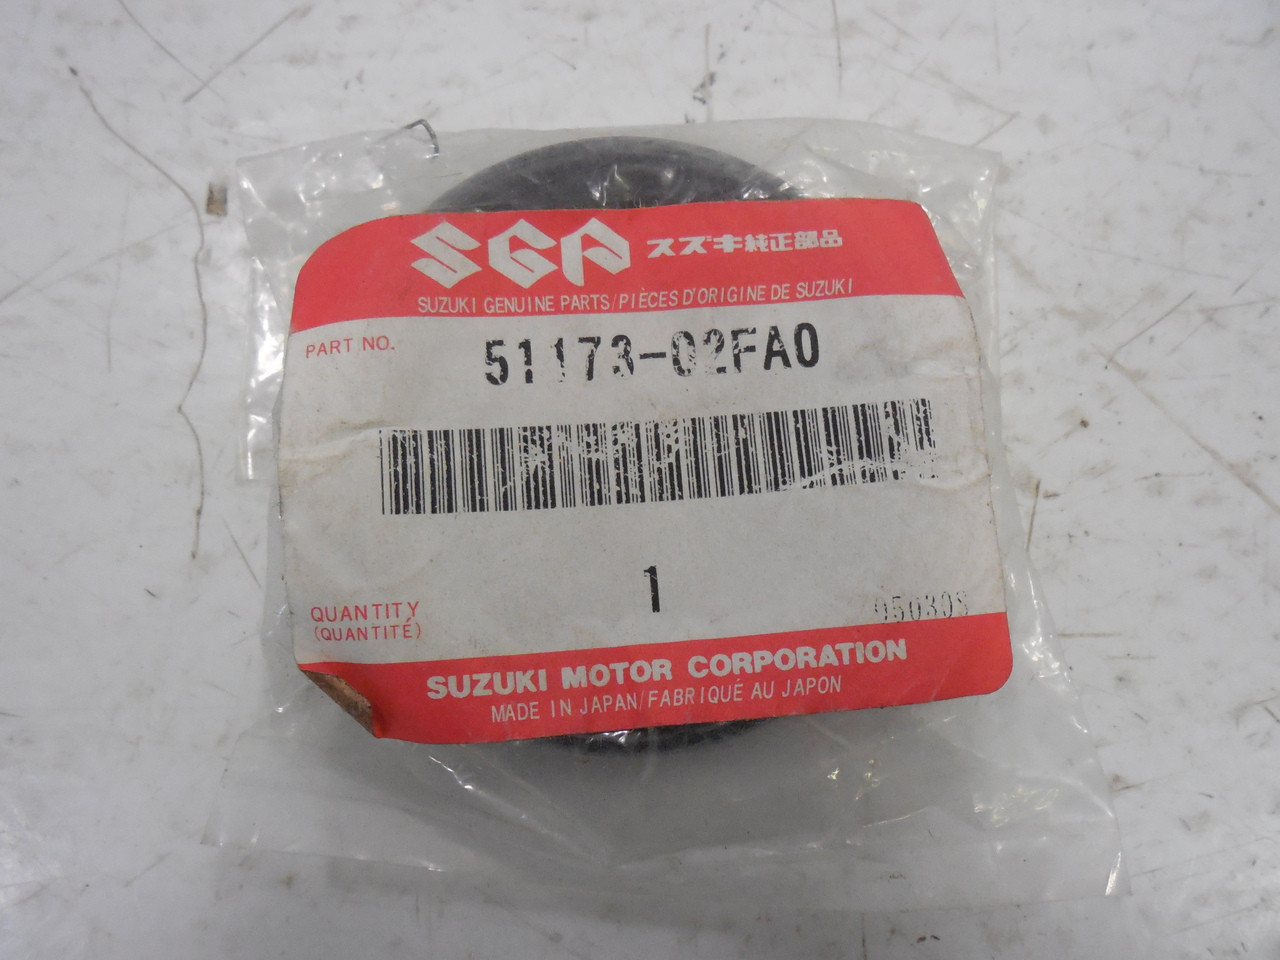 SGP スズキ純正部品
SUZUKI GENUINE PARTS/PIÈCES D'ORIGINE DE SUZUKI
PART NO. 51173-02FA0
1
QUANTITY
(QUANTITÉ)
SUZUKI MOTOR CORPORATION
MADE IN JAPAN/FABRIQUÉ AU JAPON